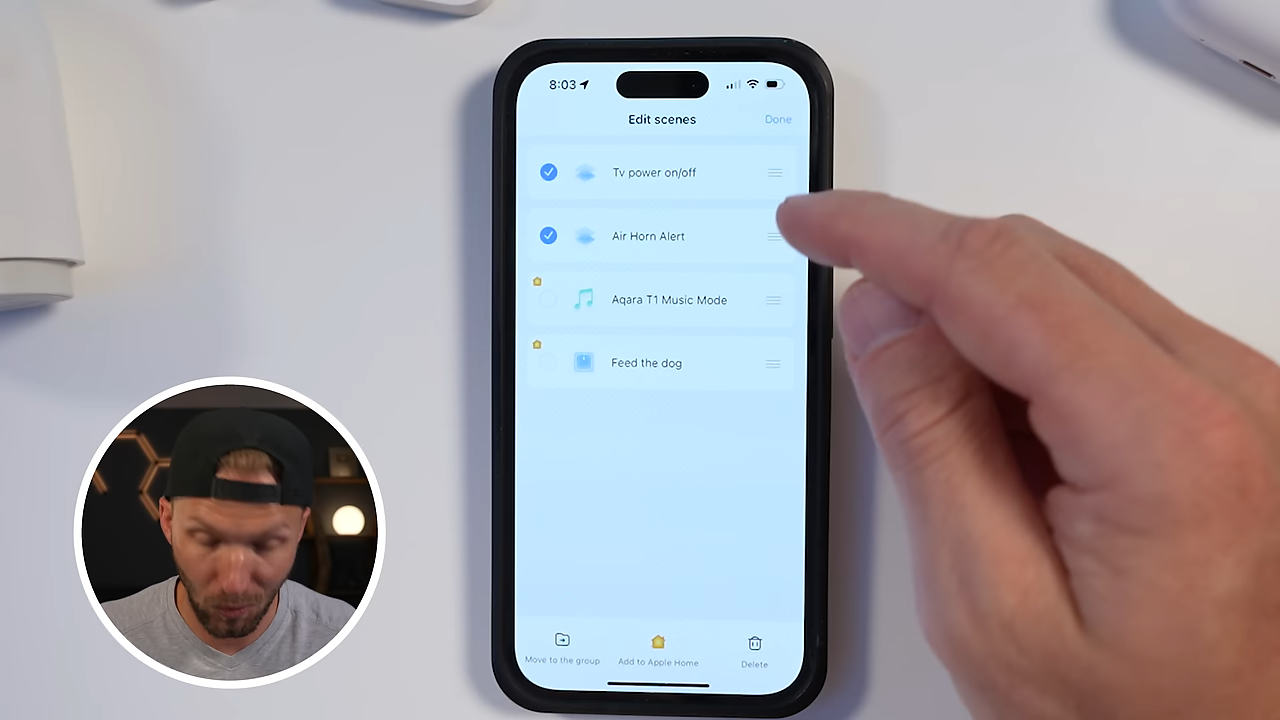 8:03
Edit scenes
Done
Tv power on/off
Air Horn Alert
Aqara T1 Music Mode
Feed the dog
Move to the group
Add to Apple Home
Delete